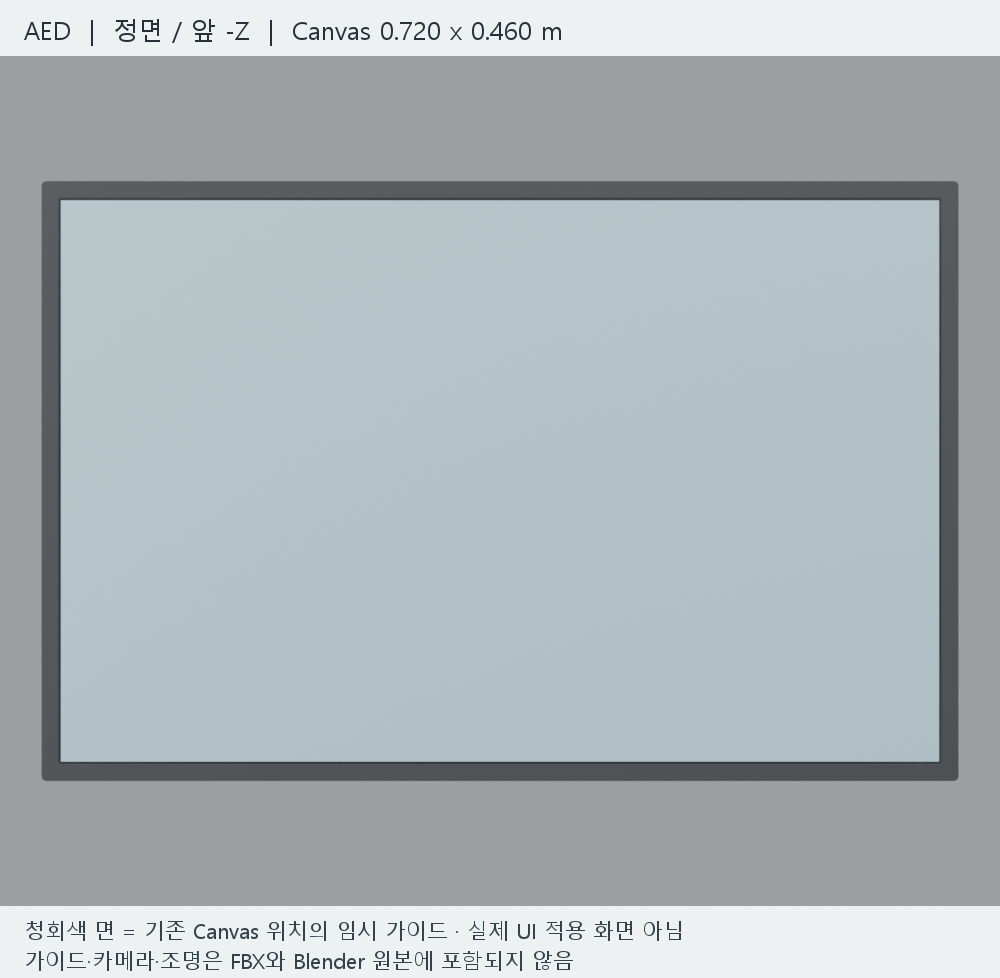 AED | 정면 / 앞 -Z | Canvas 0.720 x 0.460 m
청회색 면 = 기존 Canvas 위치의 임시 가이드 · 실제 UI 적용 화면 아님
가이드·카메라·조명은 FBX와 Blender 원본에 포함되지 않음